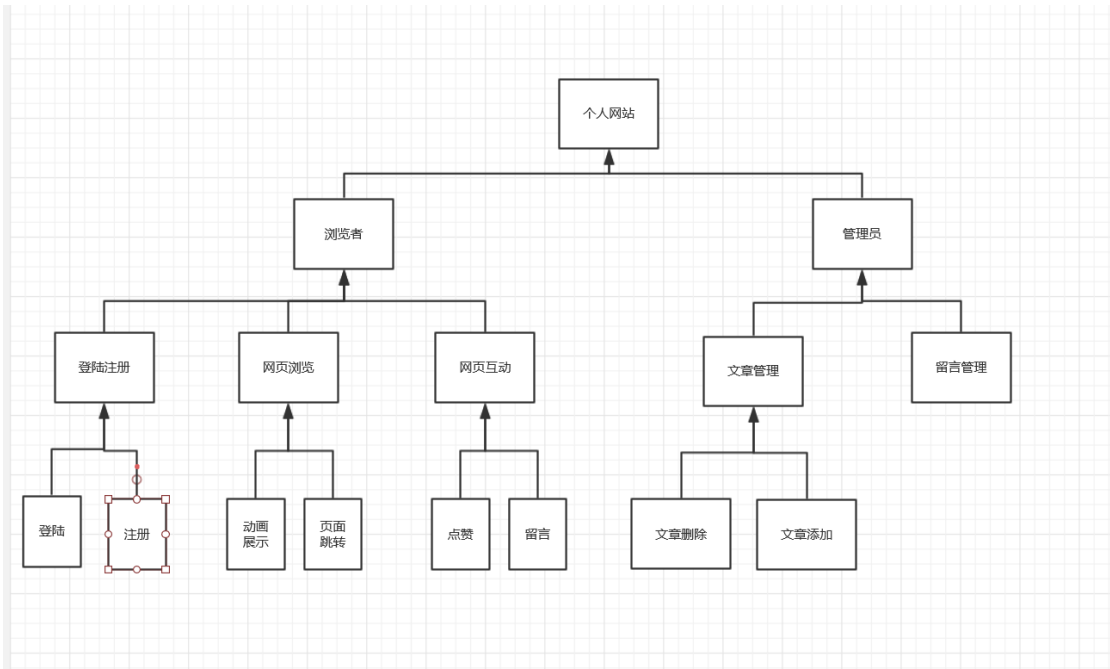 个人网站
浏览者
管理员
登陆注册
网页浏览
网页互动
文章管理
留言管理
登陆
注册
动画
展示
页面
跳转
点赞
留言
文章删除
文章添加